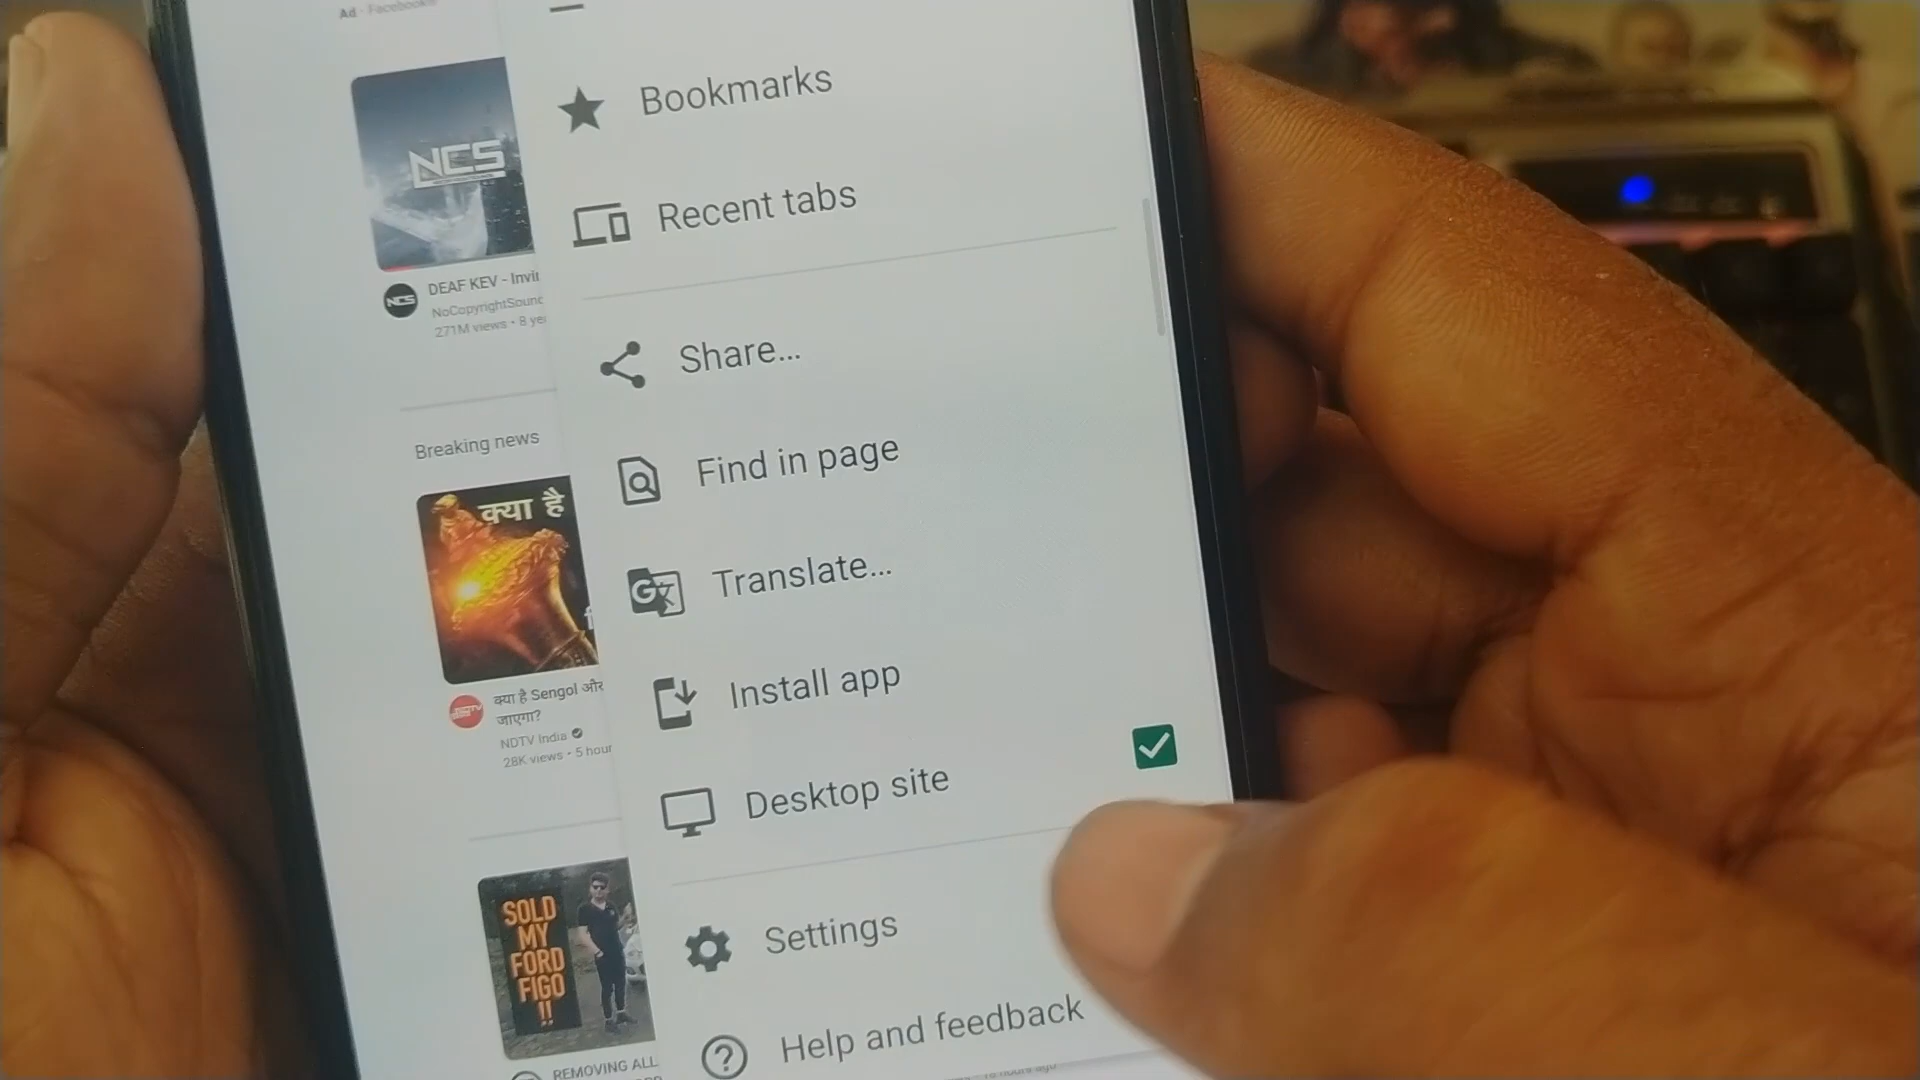 Ad · Facebook
NCS
NCS
DEAF KEV - Invi
NoCopyrightSound
271M views • 8 ye
Breaking news
क्या है
क्या है Sengol और
जाएगा?
NDTV India
28K views • 5 hour
SOLD
MY
FORD
FIGO
!!
REMOVING ALL
Bookmarks
Recent tabs
Share...
Find in page
Translate...
Install app
Desktop site
Settings
Help and feedback